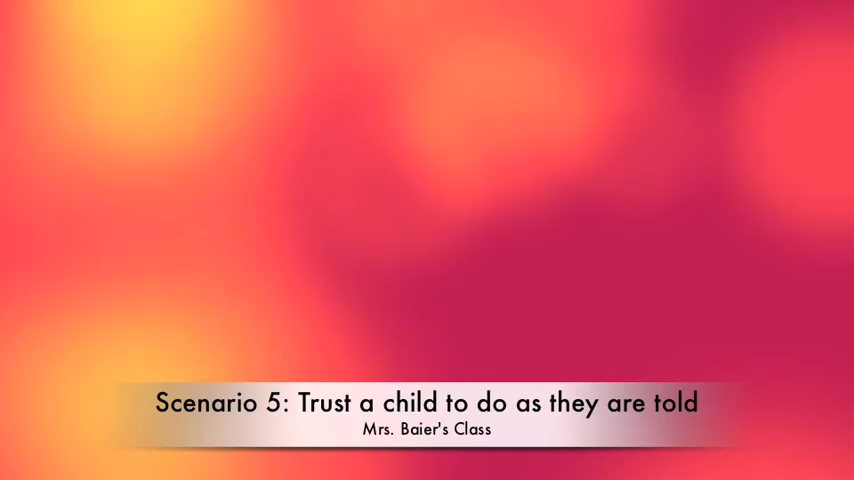 Scenario 5: Trust a child to do as they are told
Mrs. Baier's Class